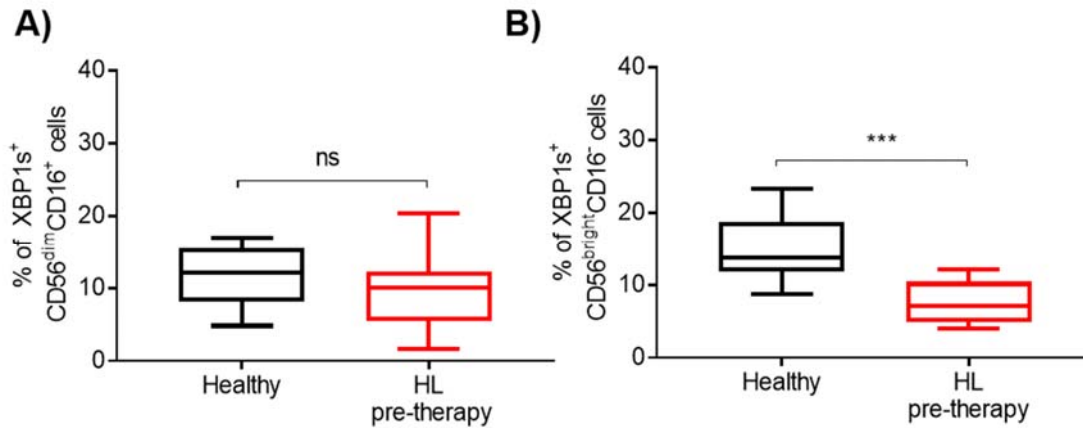 A)
% of XBP1s⁺
CD56ᵈⁱᵐCD16⁺ cells
40
30
20
10
0
ns
Healthy
HL
pre-therapy
B)
% of XBP1s⁺
CD56ᵇʳⁱᵍʰᵗCD16⁻ cells
40
30
20
10
0
***
Healthy
HL
pre-therapy